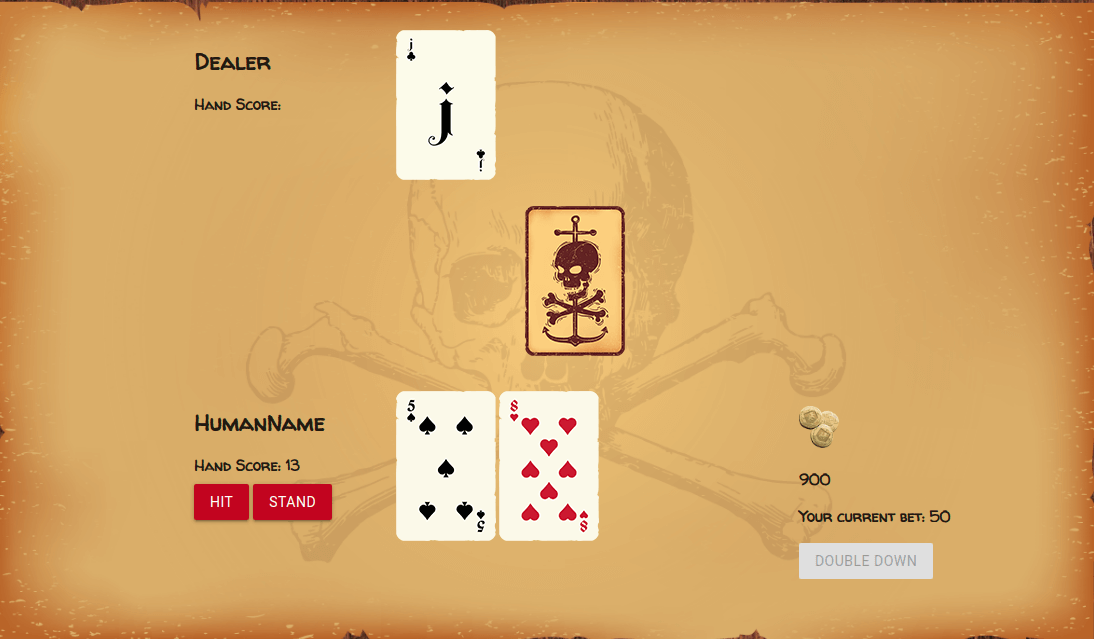 Dealer
Hand Score:
j
j
j
HumanName
Hand Score: 13
HIT
STAND
5
5
8
8
900
Your current bet: 50
DOUBLE DOWN